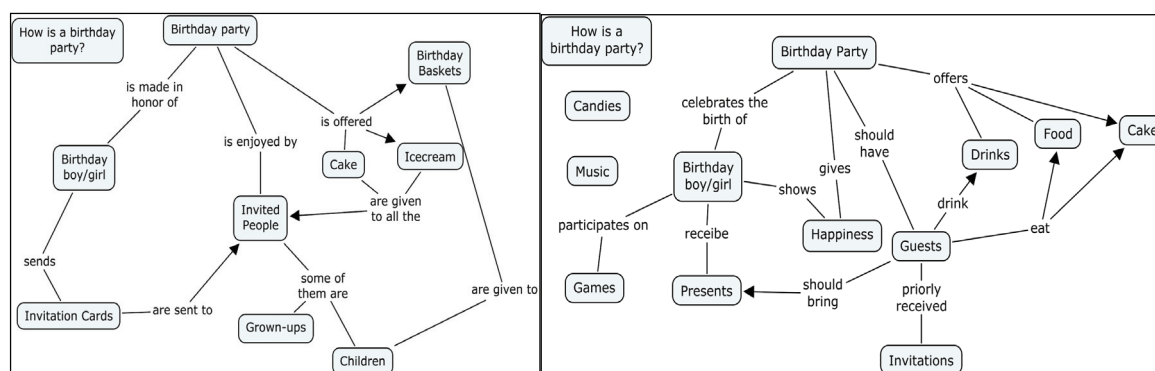 How is a birthday
party?
Birthday party
Birthday
Baskets
is made in
honor of
is offered
is enjoyed by
Cake
Icecream
Birthday
boy/girl
are given
to all the
Invited
People
sends
some of
them are
are given to
Invitation Cards
are sent to
Grown-ups
Children
How is a
birthday party?
Birthday Party
offers
Candies
celebrates the
birth of
should
have
Food
Cake
Drinks
Music
Birthday
boy/girl
gives
shows
drink
participates on
receibe
Happiness
Guests
eat
Games
Presents
should
bring
priorly
received
Invitations